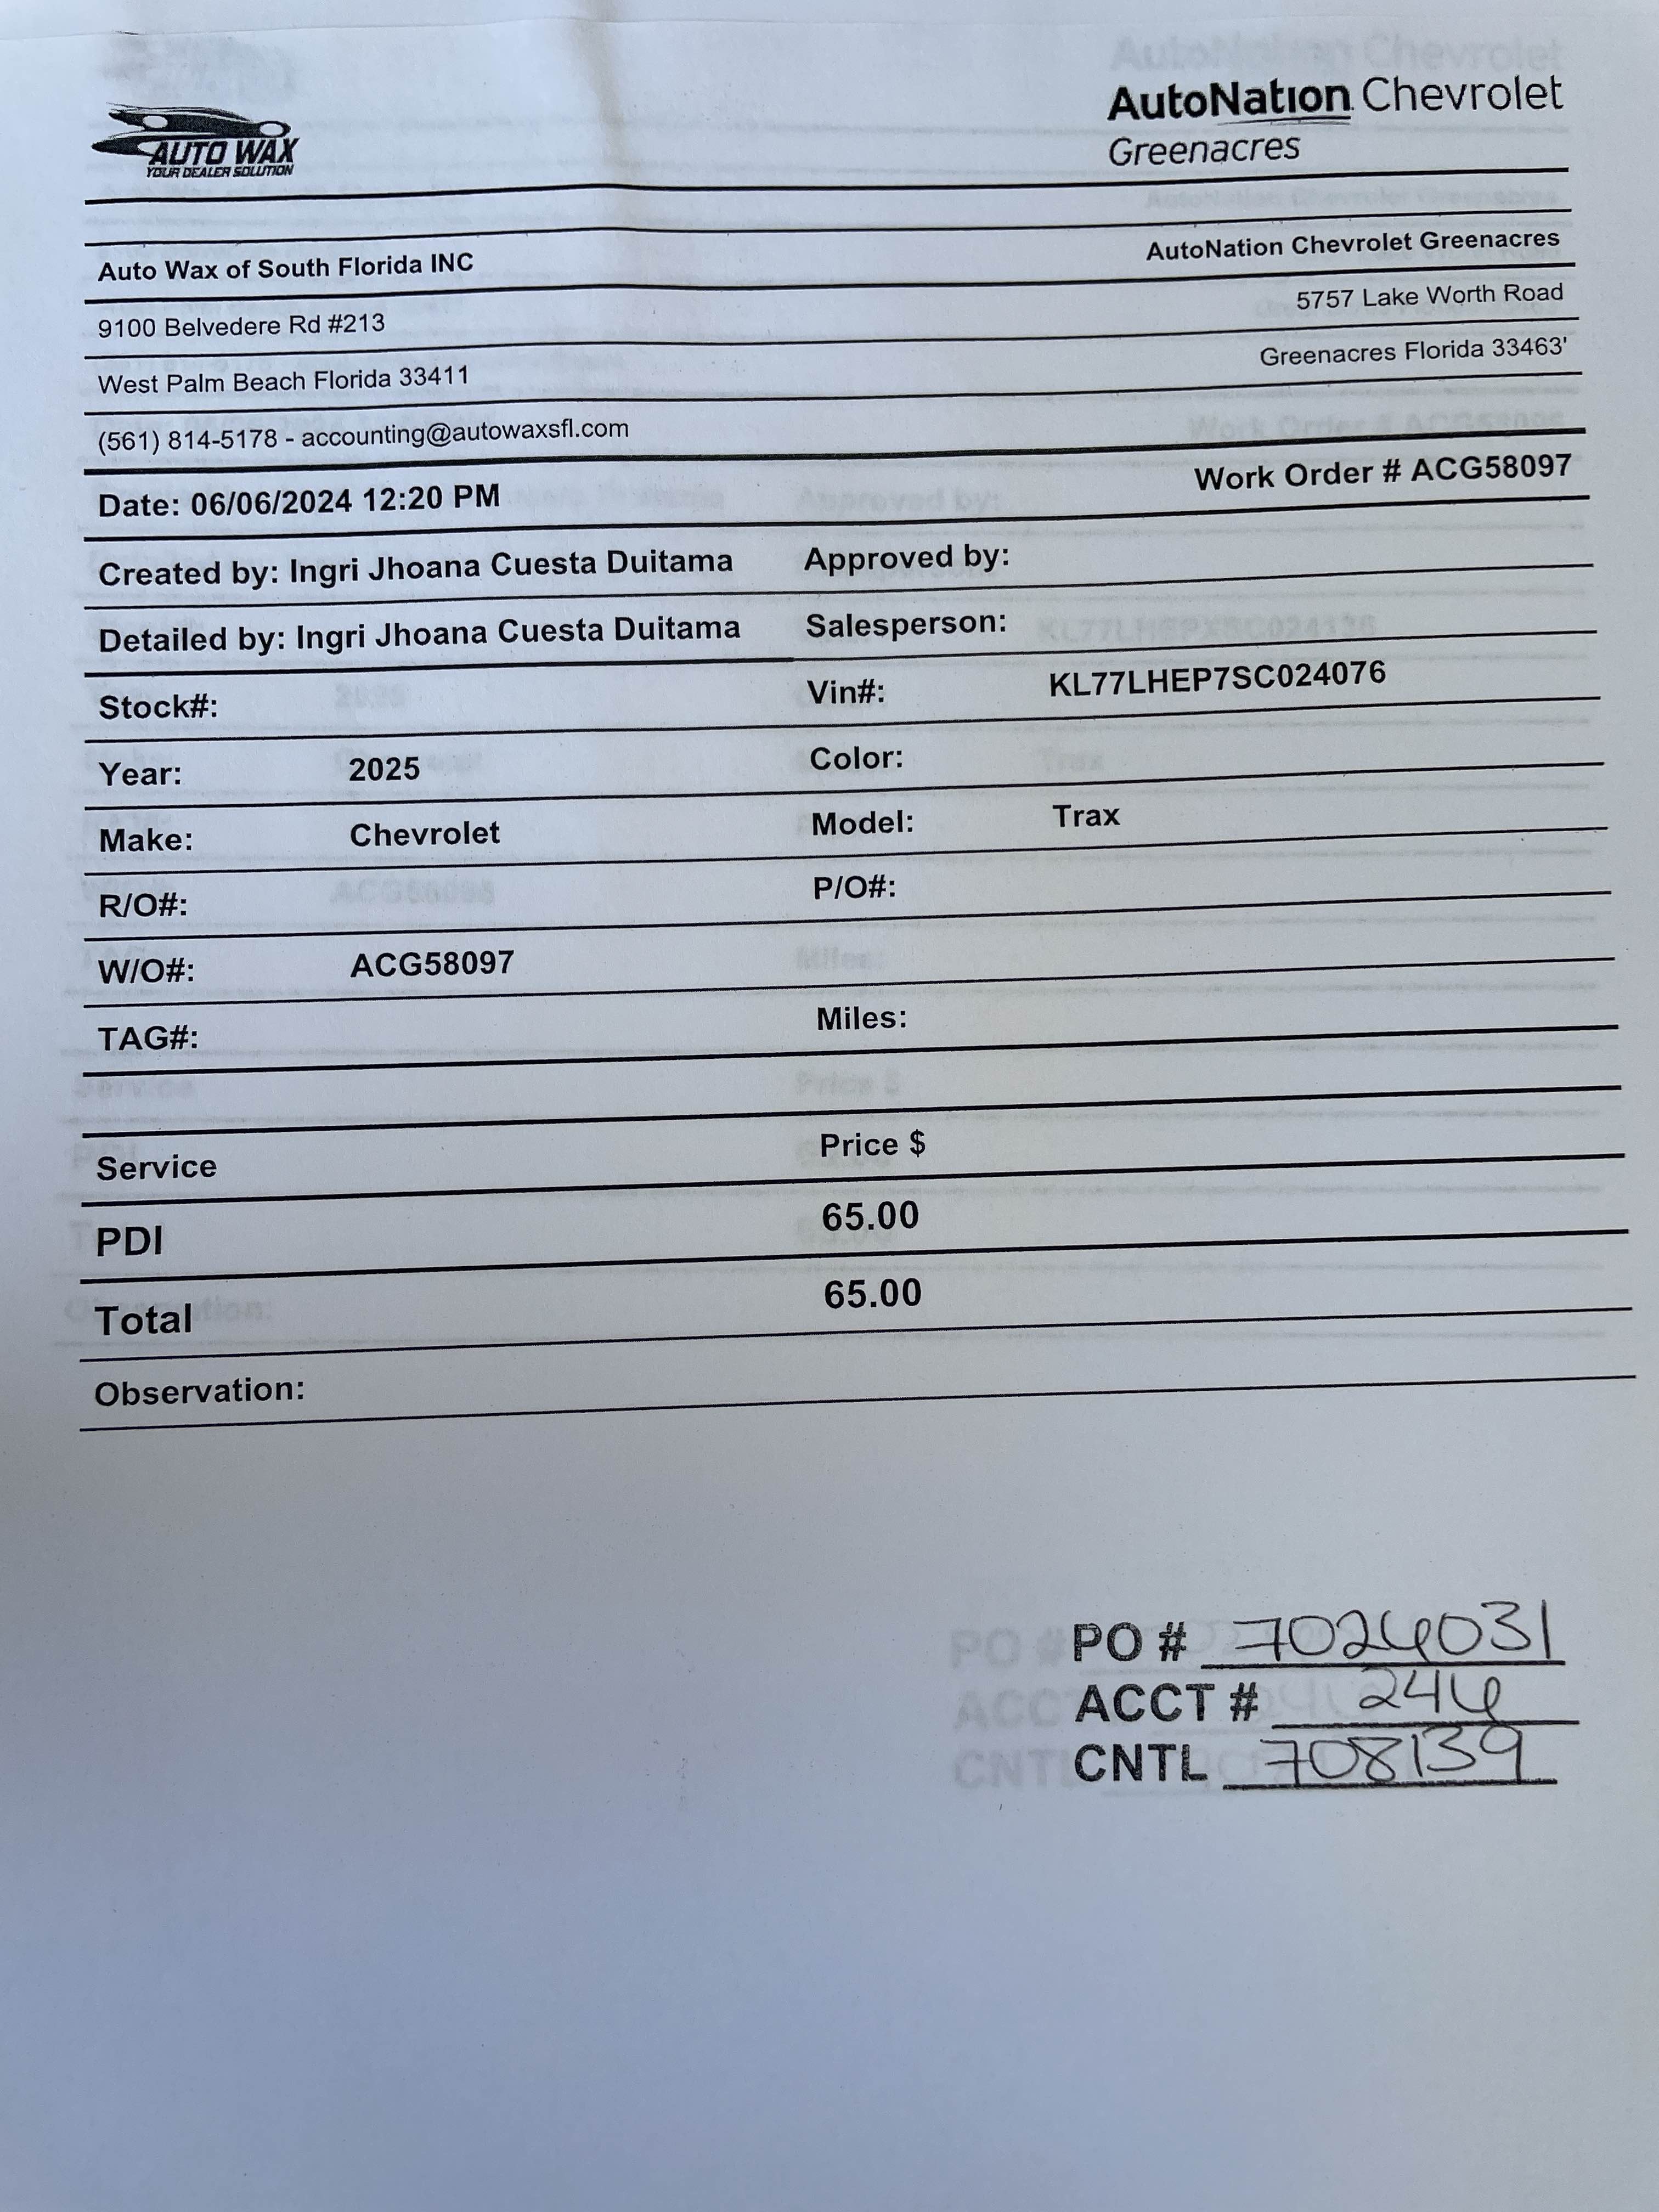 AUTO WAX
YOUR DEALER SOLUTION
AutoNation Chevrolet
Greenacres
Auto Wax of South Florida INC AutoNation Chevrolet Greenacres
9100 Belvedere Rd #213 5757 Lake Worth Road
West Palm Beach Florida 33411 Greenacres Florida 33463'
(561) 814-5178 - accounting@autowaxsfl.com
Date: 06/06/2024 12:20 PM Work Order # ACG58097
Created by: Ingri Jhoana Cuesta Duitama Approved by:
Detailed by: Ingri Jhoana Cuesta Duitama Salesperson:
Stock#: Vin#: KL77LHEP7SC024076
Year: 2025 Color:
Make: Chevrolet Model: Trax
R/O#: P/O#:
W/O#: ACG58097
TAG#: Miles:
Service Price $
PDI 65.00
Total 65.00
Observation:
PO # 7026031
ACCT # 246
CNTL 708139